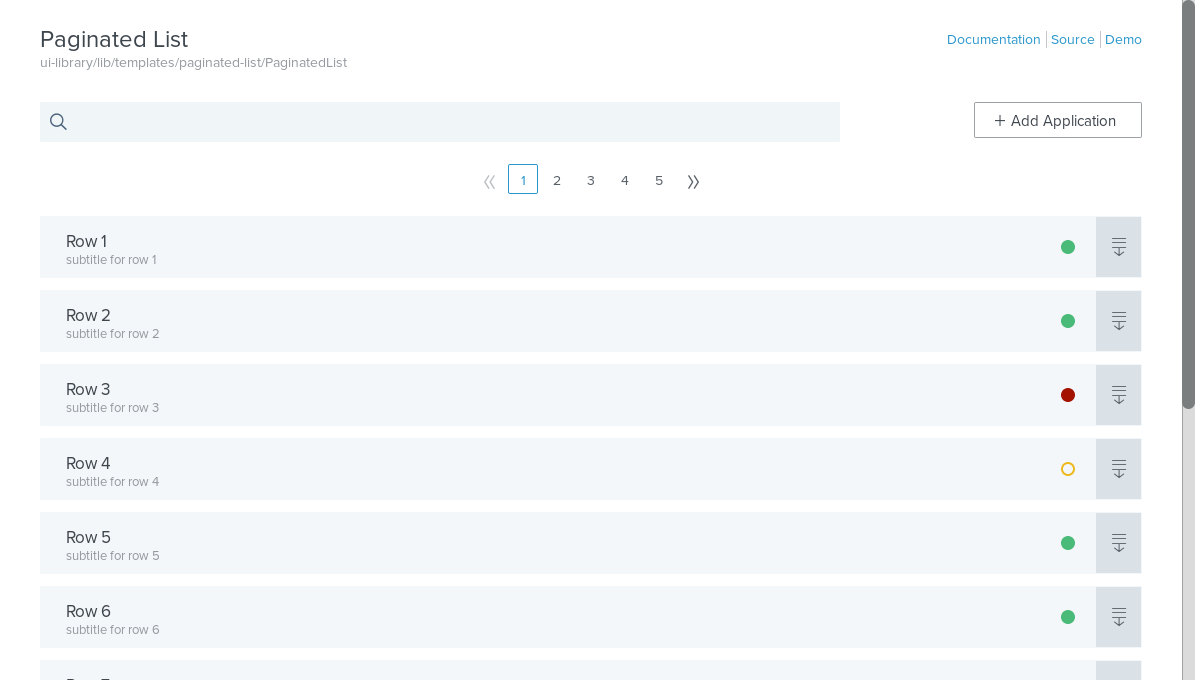 Paginated List
Documentation Source Demo
ui-library/lib/templates/paginated-list/PaginatedList
+ Add Application
« 1 2 3 4 5 »
Row 1
subtitle for row 1
Row 2
subtitle for row 2
Row 3
subtitle for row 3
Row 4
subtitle for row 4
Row 5
subtitle for row 5
Row 6
subtitle for row 6